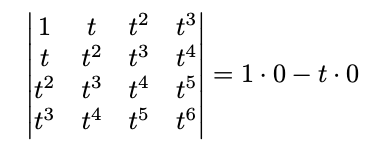 | 1 t t² t³ |
| t t² t³ t⁴ |
| t² t³ t⁴ t⁵ | = 1 · 0 − t · 0
| t³ t⁴ t⁵ t⁶ |